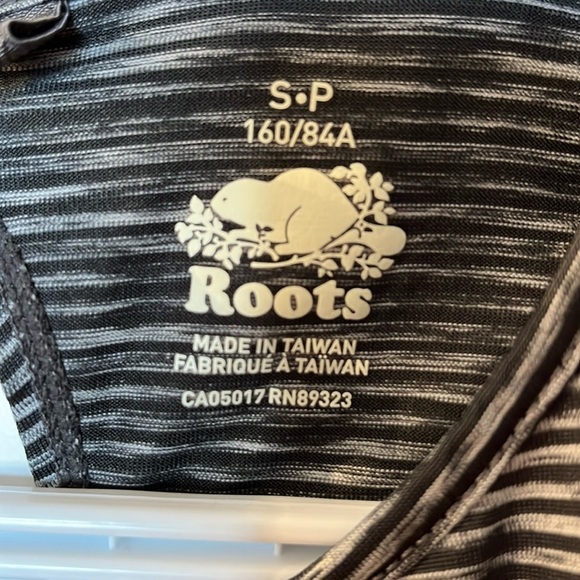 S•P
160/84A
Roots
MADE IN TAIWAN
FABRIQUÉ À TAÏWAN
CA05017 RN89323